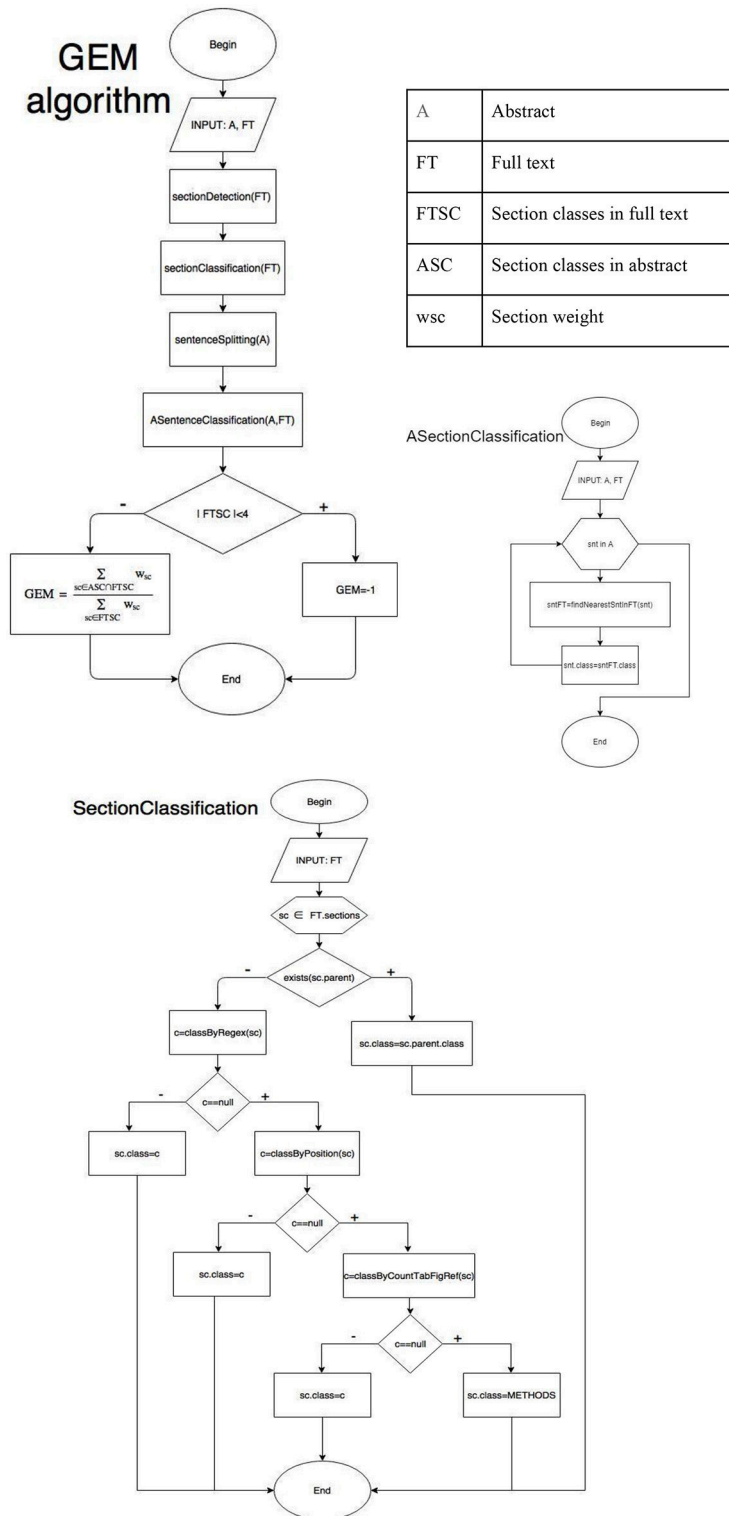 GEM
algorithm
Begin
INPUT: A, FT
sectionDetection(FT)
sectionClassification(FT)
sentenceSplitting(A)
ASentenceClassification(A,FT)
| FTSC |<4
-
+
GEM = ∑ sc∈ASC∩FTSC wsc / ∑ sc∈FTSC wsc
GEM=-1
End
A Abstract
FT Full text
FTSC Section classes in full text
ASC Section classes in abstract
wsc Section weight
ASectionClassification
Begin
INPUT: A, FT
snt in A
sntFT=findNearestSntInFT(snt)
snt.class=sntFT.class
End
SectionClassification
Begin
INPUT: FT
sc ∈ FT.sections
exists(sc.parent)
-
+
c=classByRegex(sc)
sc.class=sc.parent.class
c==null
-
+
sc.class=c
c=classByPosition(sc)
c==null
-
+
sc.class=c
c=classByCountTabFigRef(sc)
c==null
-
+
sc.class=c
sc.class=METHODS
End